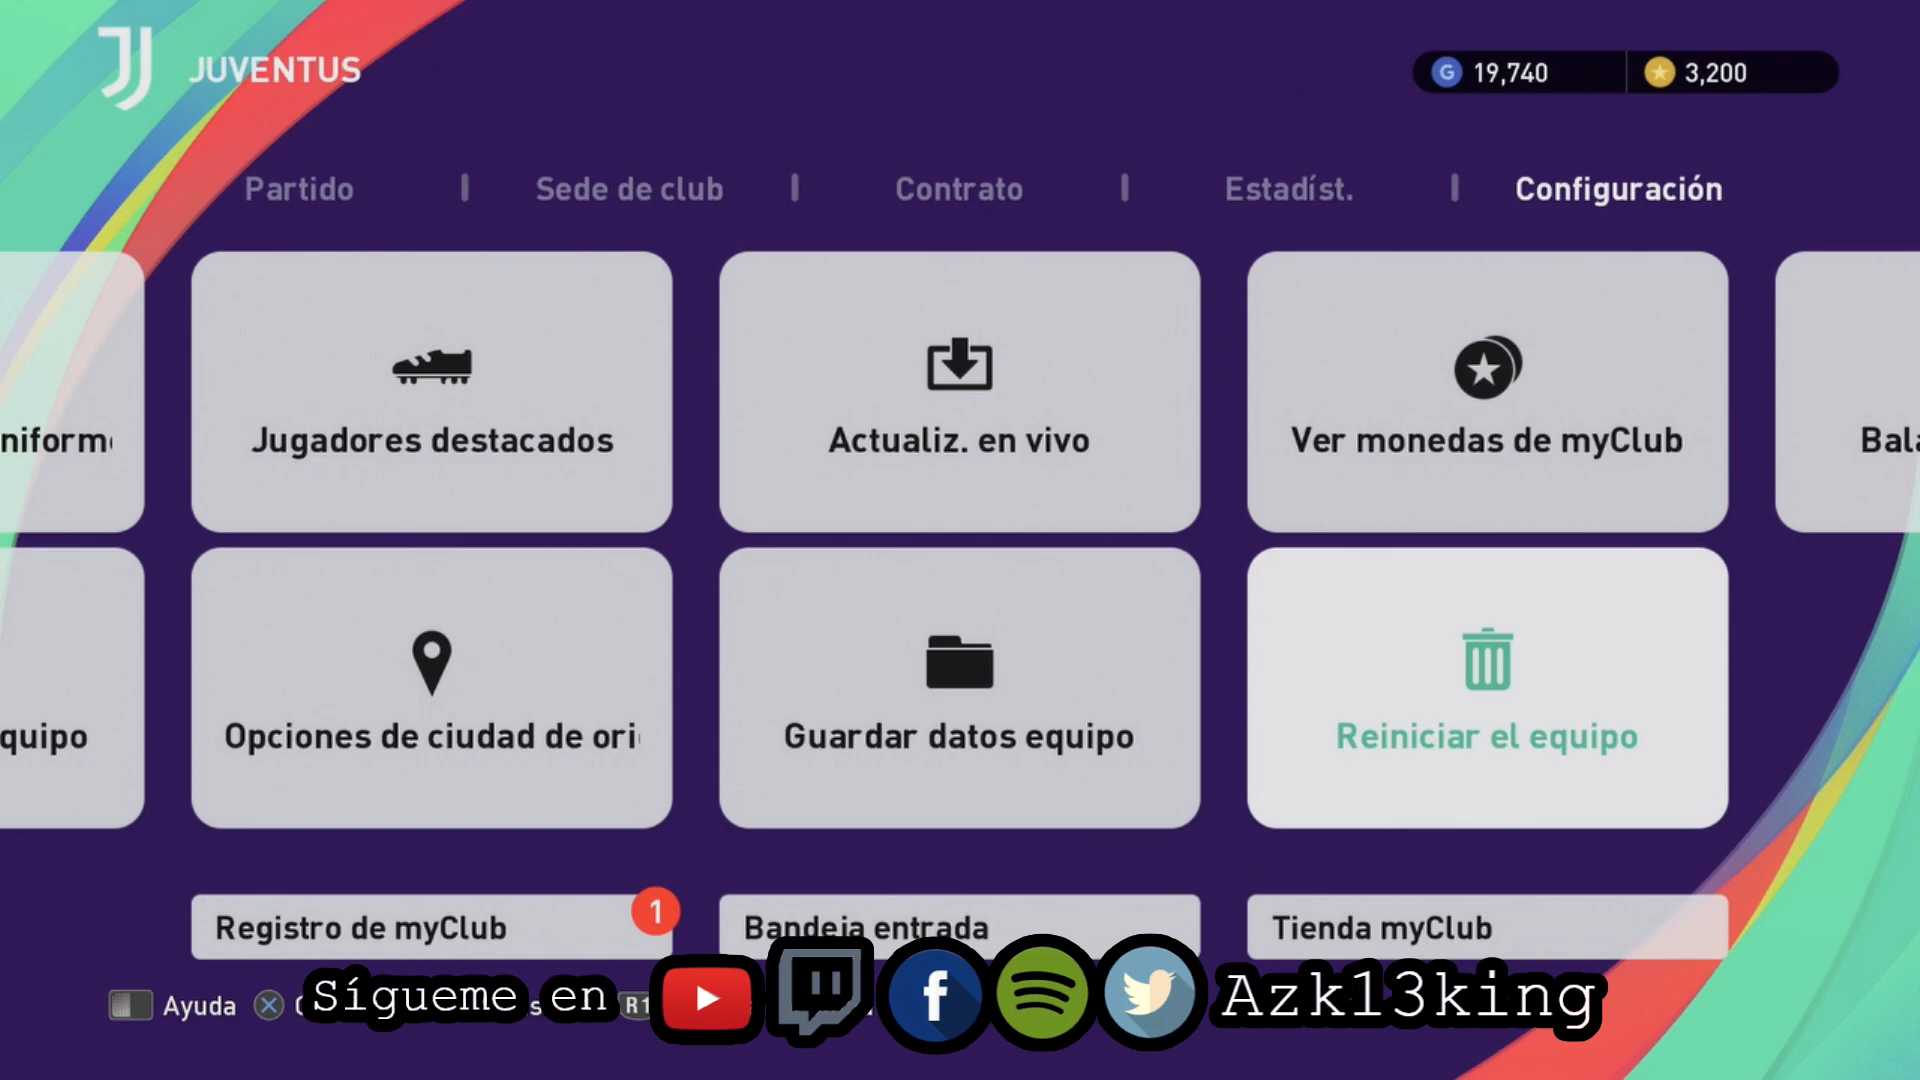 JUVENTUS
G 19,740
3,200
Partido
Sede de club
Contrato
Estadíst.
Configuración
Jugadores destacados
Actualiz. en vivo
Ver monedas de myClub
quipo
Opciones de ciudad de ori
Guardar datos equipo
Reiniciar el equipo
Registro de myClub
1
Bandeja entrada
Tienda myClub
Ayuda
Sígueme en
R1
Azk13king